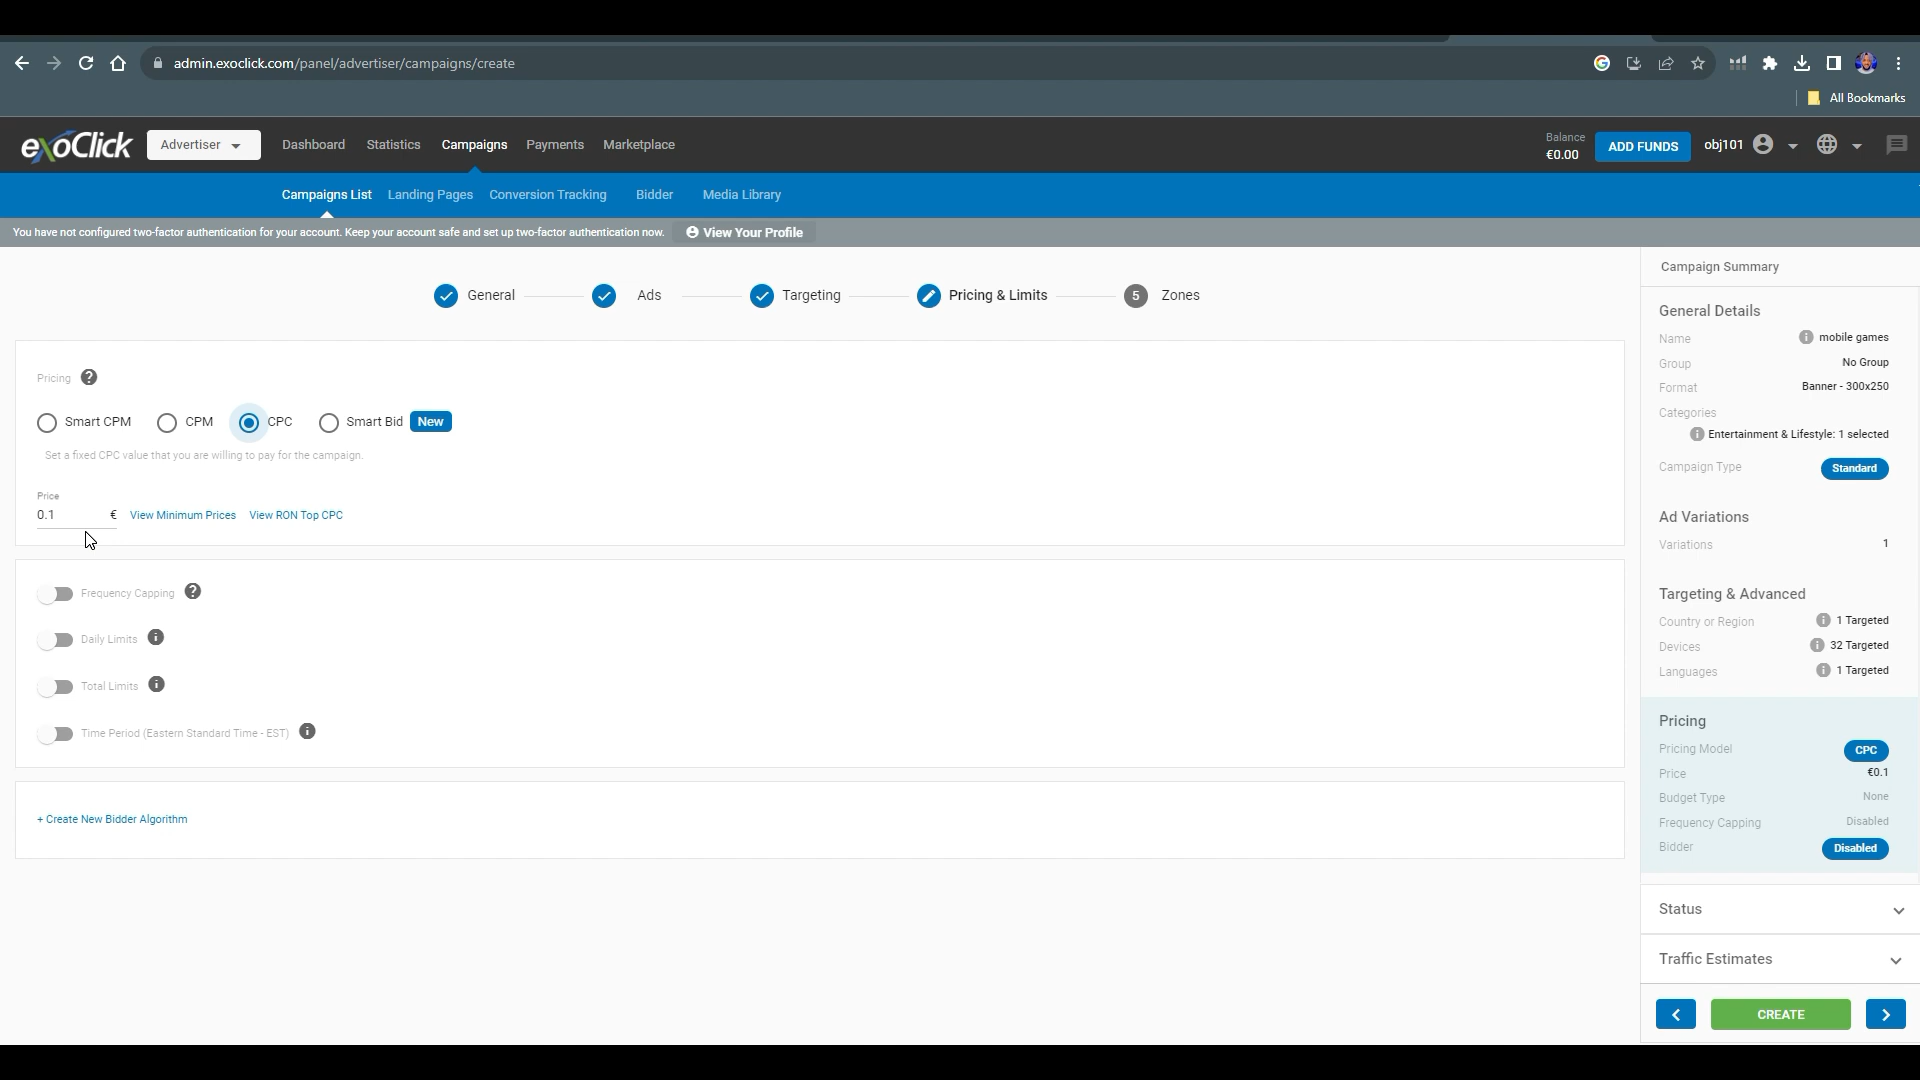 admin.exoclick.com/panel/advertiser/campaigns/create
All Bookmarks
exoClick
Advertiser
Dashboard
Statistics
Campaigns
Payments
Marketplace
Balance
€0.00
ADD FUNDS
obj101
Campaigns List
Landing Pages
Conversion Tracking
Bidder
Media Library
You have not configured two-factor authentication for your account. Keep your account safe and set up two-factor authentication now.
View Your Profile
General
Ads
Targeting
Pricing & Limits
5 Zones
Pricing ?
Smart CPM
CPM
CPC
Smart Bid New
Set a fixed CPC value that you are willing to pay for the campaign.
Price
0.1 € View Minimum Prices View RON Top CPC
Frequency Capping ?
Daily Limits i
Total Limits i
Time Period (Eastern Standard Time - EST) i
+ Create New Bidder Algorithm
Campaign Summary
General Details
Name i mobile games
Group No Group
Format Banner - 300x250
Categories
i Entertainment & Lifestyle: 1 selected
Campaign Type Standard
Ad Variations
Variations 1
Targeting & Advanced
Country or Region i 1 Targeted
Devices i 32 Targeted
Languages i 1 Targeted
Pricing
Pricing Model CPC
Price €0.1
Budget Type None
Frequency Capping Disabled
Bidder Disabled
Status
Traffic Estimates
CREATE